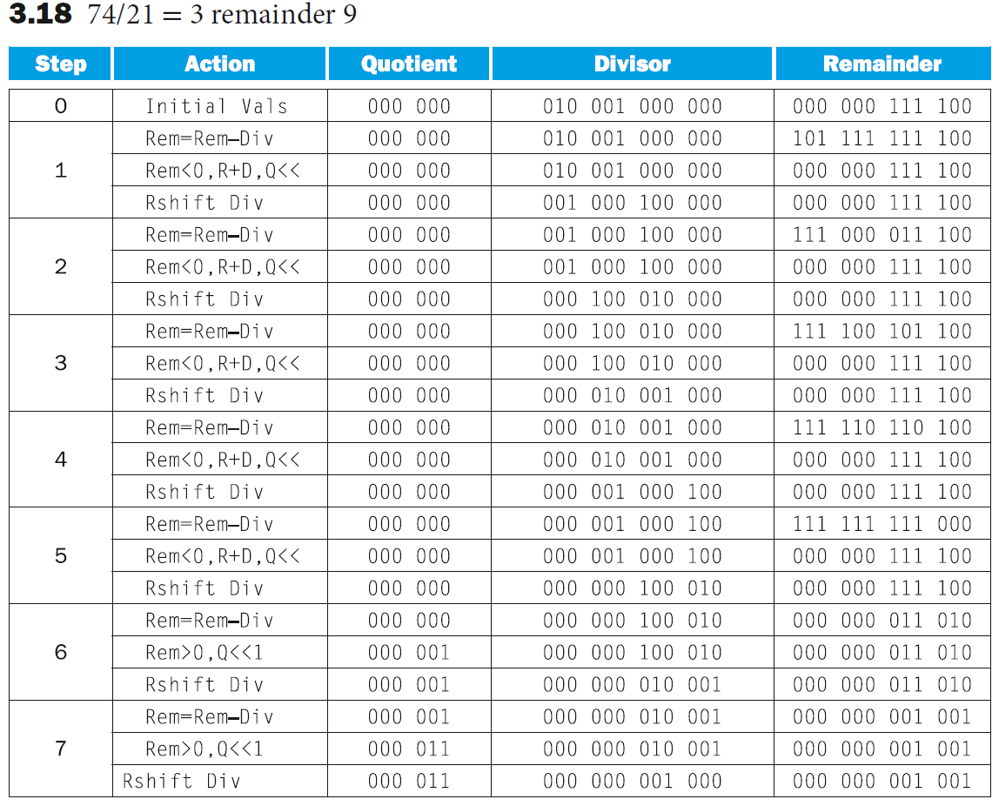 3.18 74/21 = 3 remainder 9
Step Action Quotient Divisor Remainder
0 Initial Vals 000 000 010 001 000 000 000 000 111 100
Rem=Rem–Div 000 000 010 001 000 000 101 111 111 100
1 Rem<0,R+D,Q<< 000 000 010 001 000 000 000 000 111 100
Rshift Div 000 000 001 000 100 000 000 000 111 100
Rem=Rem–Div 000 000 001 000 100 000 111 000 011 100
2 Rem<0,R+D,Q<< 000 000 001 000 100 000 000 000 111 100
Rshift Div 000 000 000 100 010 000 000 000 111 100
Rem=Rem–Div 000 000 000 100 010 000 111 100 101 100
3 Rem<0,R+D,Q<< 000 000 000 100 010 000 000 000 111 100
Rshift Div 000 000 000 010 001 000 000 000 111 100
Rem=Rem–Div 000 000 000 010 001 000 111 110 110 100
4 Rem<0,R+D,Q<< 000 000 000 010 001 000 000 000 111 100
Rshift Div 000 000 000 001 000 100 000 000 111 100
Rem=Rem–Div 000 000 000 001 000 100 111 111 111 000
5 Rem<0,R+D,Q<< 000 000 000 001 000 100 000 000 111 100
Rshift Div 000 000 000 000 100 010 000 000 111 100
Rem=Rem–Div 000 000 000 000 100 010 000 000 011 010
6 Rem>0,Q<<1 000 001 000 000 100 010 000 000 011 010
Rshift Div 000 001 000 000 010 001 000 000 011 010
Rem=Rem–Div 000 001 000 000 010 001 000 000 001 001
7 Rem>0,Q<<1 000 011 000 000 010 001 000 000 001 001
Rshift Div 000 011 000 000 001 000 000 000 001 001